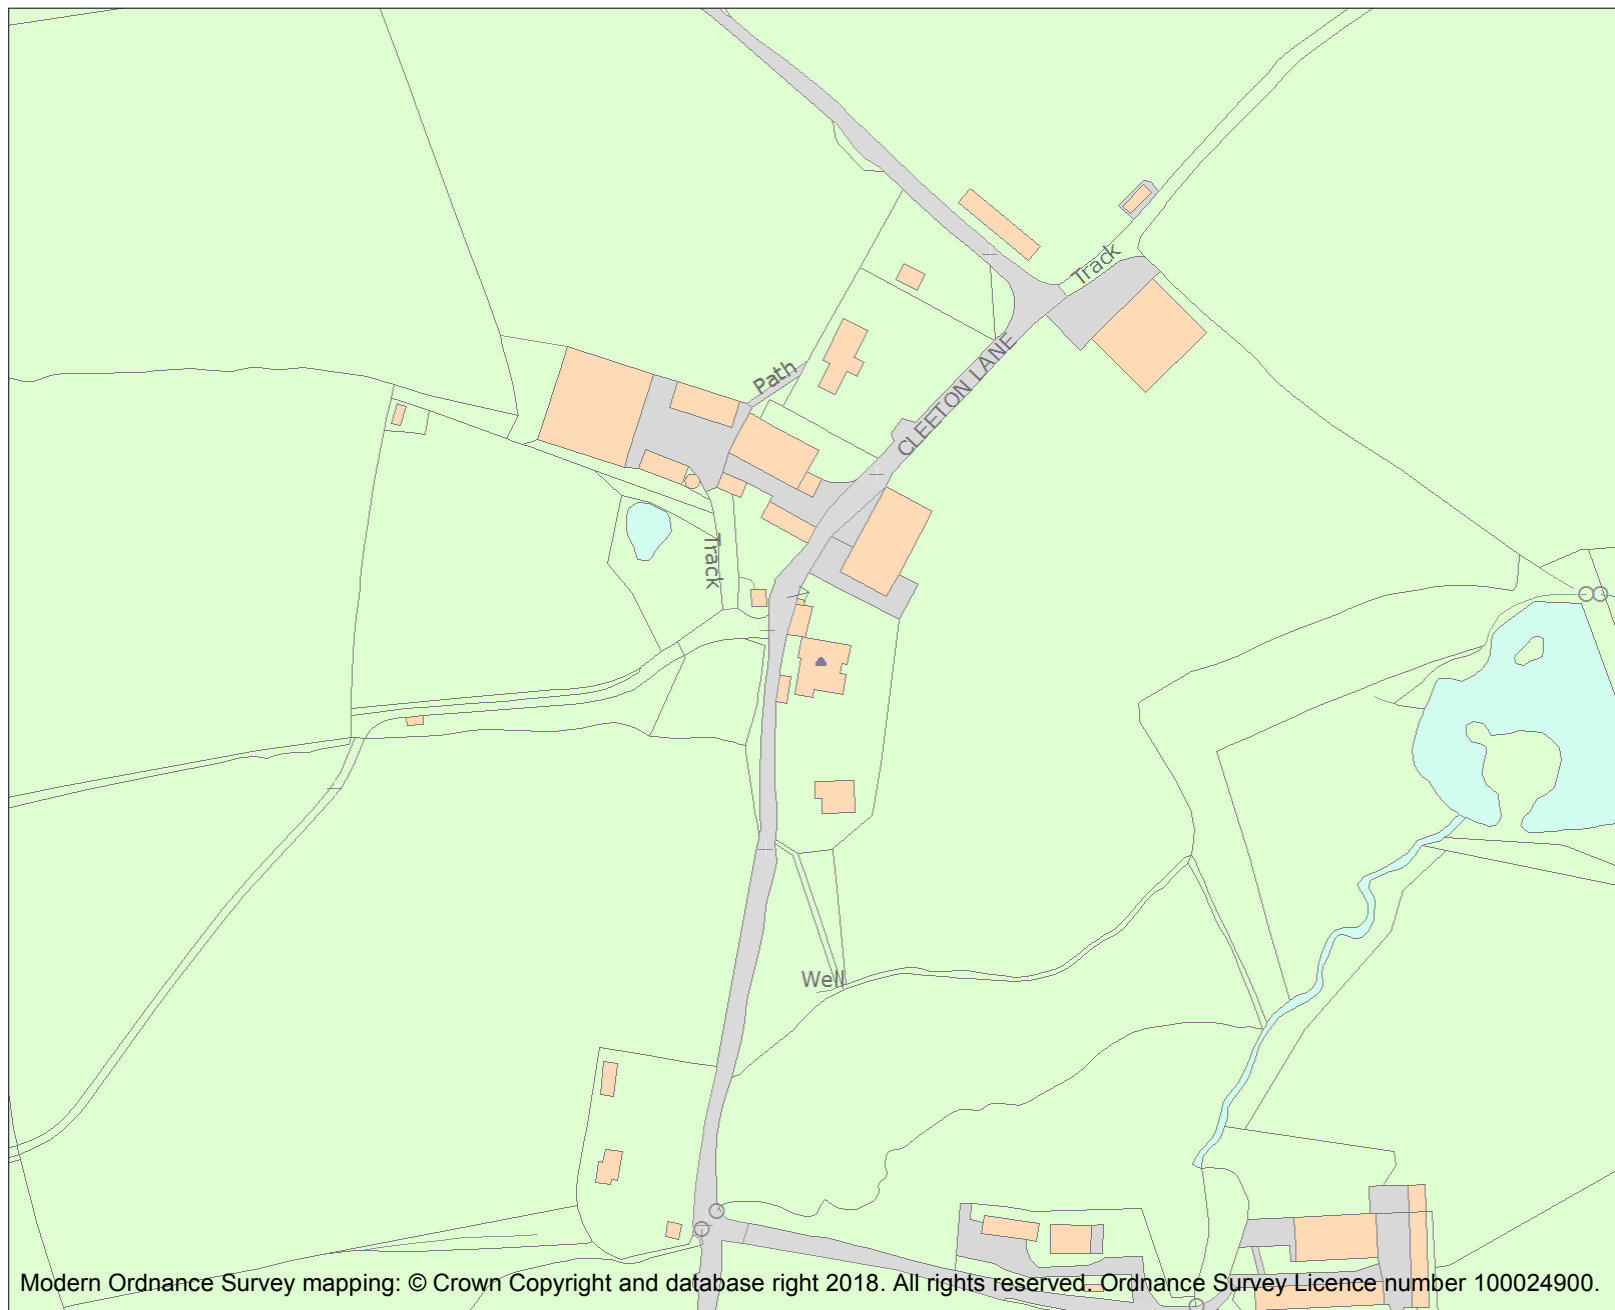 Track
CLEETON LANE
Path
Track
Well
Modern Ordnance Survey mapping: © Crown Copyright and database right 2018. All rights reserved. Ordnance Survey Licence number 100024900.